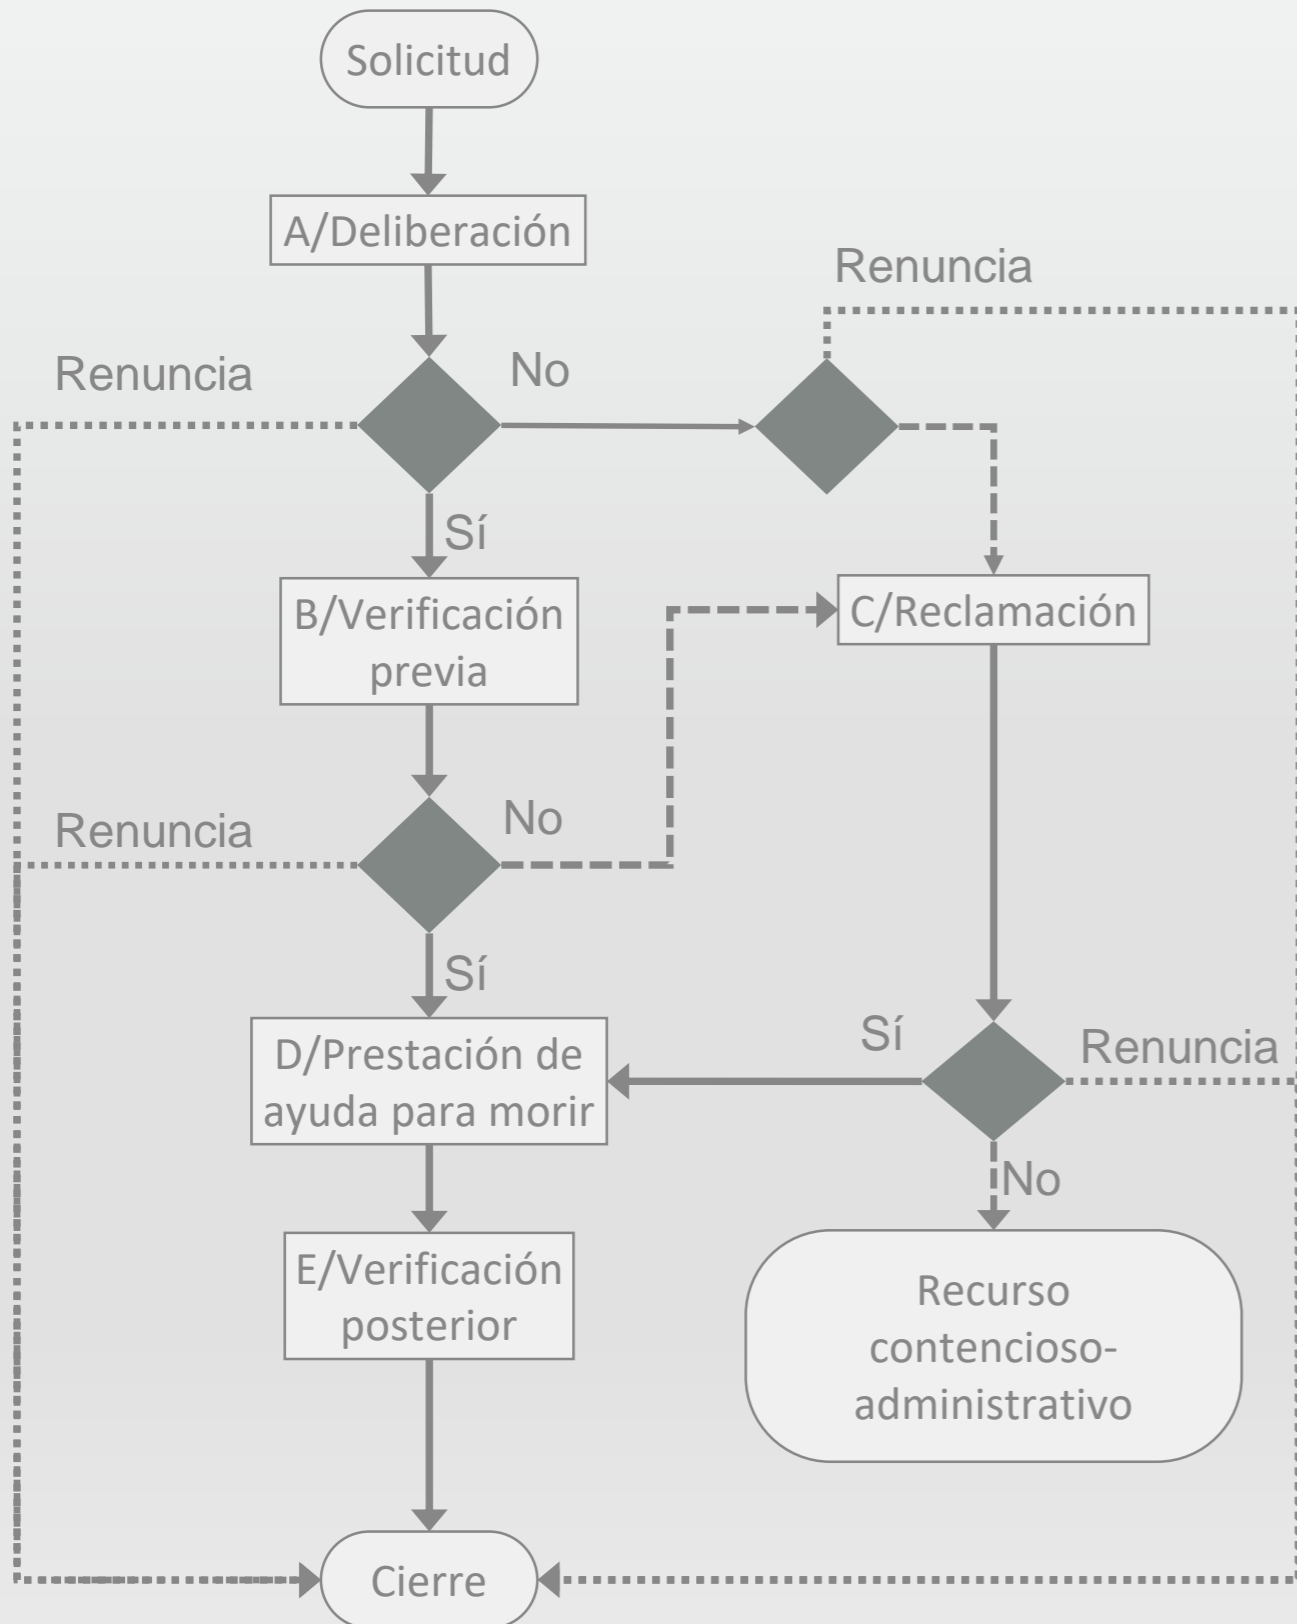 Solicitud
A/Deliberación
Renuncia
Renuncia
No
Sí
B/Verificación
previa
C/Reclamación
Renuncia
No
Sí
D/Prestación de
ayuda para morir
Sí
Renuncia
No
E/Verificación
posterior
Recurso
contencioso-
administrativo
Cierre